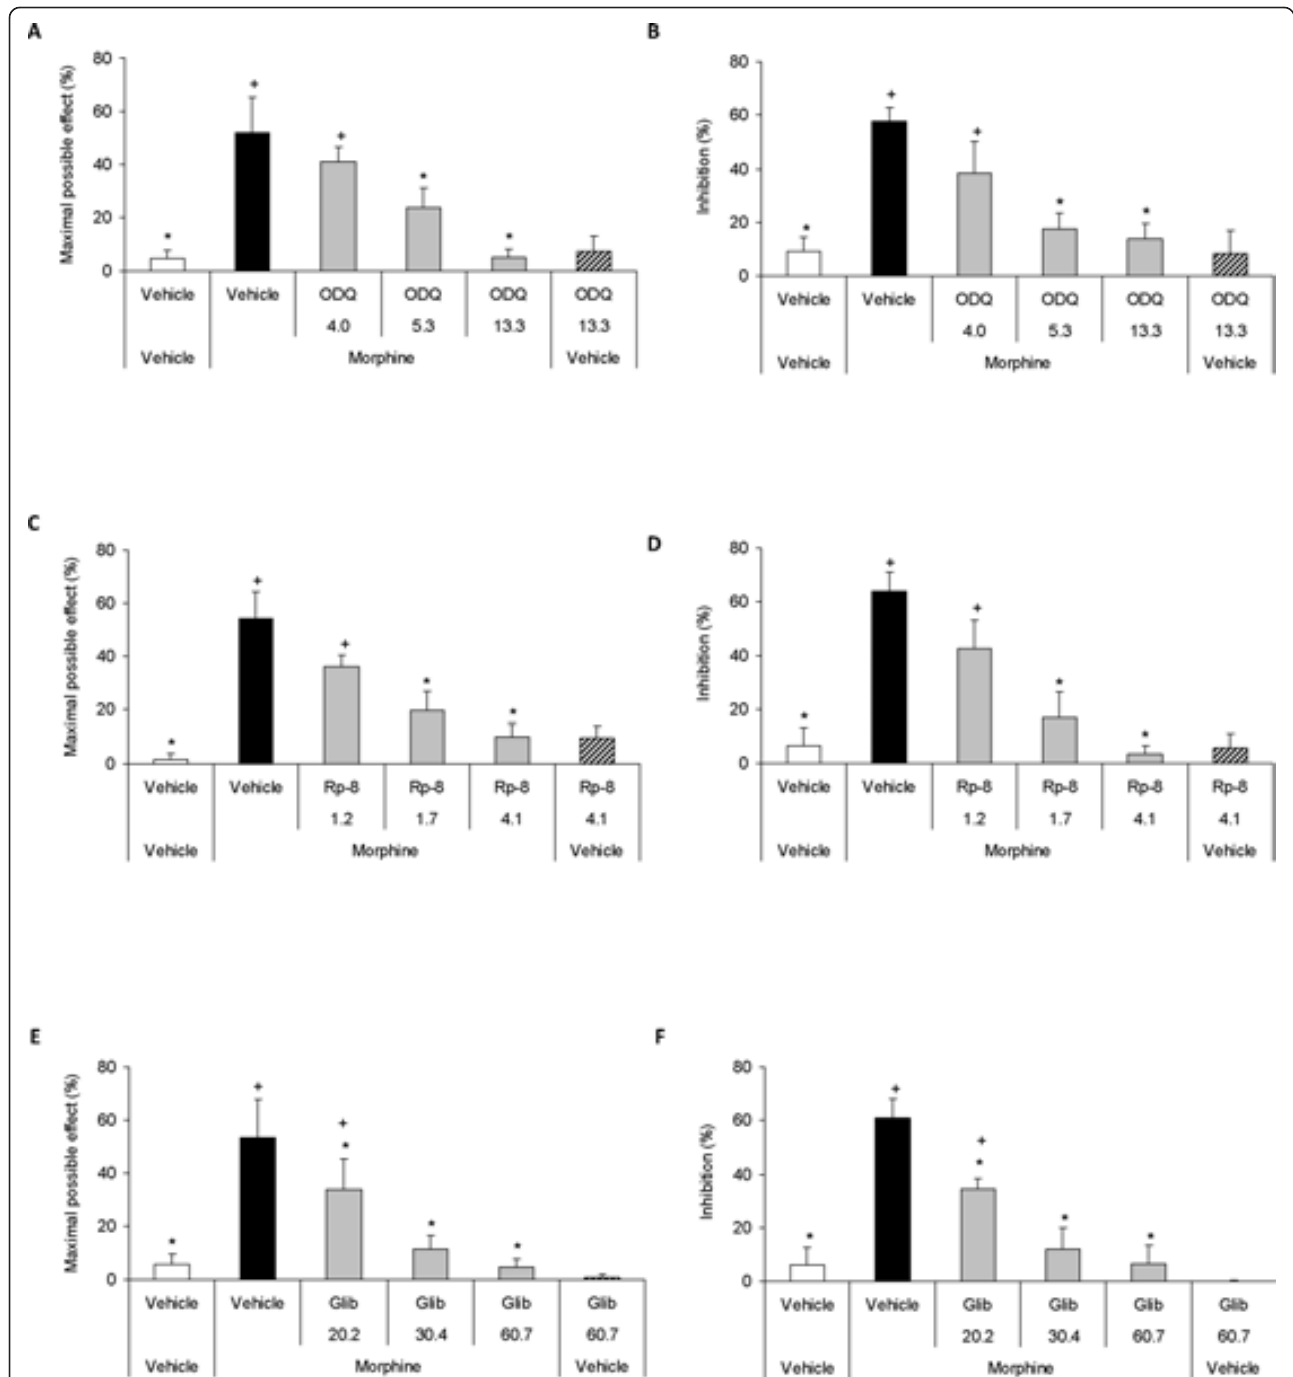 A
Maximal possible effect (%)
80
60
40
20
0
+
+
*
*
*
Vehicle Vehicle ODQ ODQ ODQ ODQ
4.0 5.3 13.3 13.3
Vehicle Morphine Vehicle
B
Inhibition (%)
80
60
40
20
0
+
+
*
*
*
Vehicle Vehicle ODQ ODQ ODQ ODQ
4.0 5.3 13.3 13.3
Vehicle Morphine Vehicle
C
Maximal possible effect (%)
80
60
40
20
0
+
+
*
*
*
Vehicle Vehicle Rp-8 Rp-8 Rp-8 Rp-8
1.2 1.7 4.1 4.1
Vehicle Morphine Vehicle
D
Inhibition (%)
80
60
40
20
0
+
+
*
*
*
Vehicle Vehicle Rp-8 Rp-8 Rp-8 Rp-8
1.2 1.7 4.1 4.1
Vehicle Morphine Vehicle
E
Maximal possible effect (%)
80
60
40
20
0
+
+
*
*
*
*
Vehicle Vehicle Glib Glib Glib Glib
20.2 30.4 60.7 60.7
Vehicle Morphine Vehicle
F
Inhibition (%)
80
60
40
20
0
+
+
*
*
*
*
Vehicle Vehicle Glib Glib Glib Glib
20.2 30.4 60.7 60.7
Vehicle Morphine Vehicle